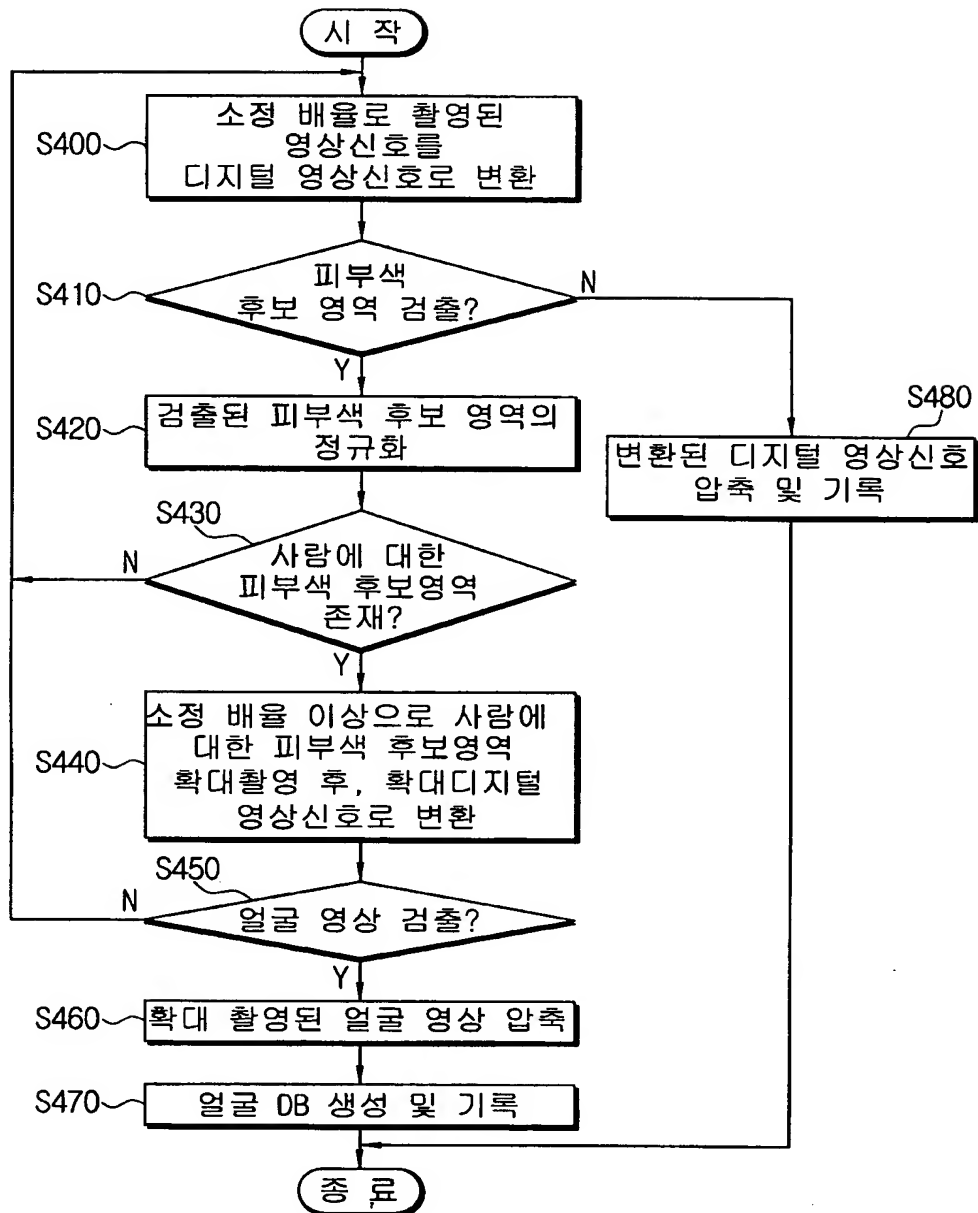 시 작
S400
소정 배율로 촬영된
영상신호를
디지털 영상신호로 변환
S410
피부색
후보 영역 검출?
N
Y
S420
검출된 피부색 후보 영역의
정규화
S480
변환된 디지털 영상신호
압축 및 기록
S430
사람에 대한
피부색 후보영역
존재?
N
Y
S440
소정 배율 이상으로 사람에
대한 피부색 후보영역
확대촬영 후, 확대디지털
영상신호로 변환
S450
얼굴 영상 검출?
N
Y
S460
확대 촬영된 얼굴 영상 압축
S470
얼굴 DB 생성 및 기록
종 료